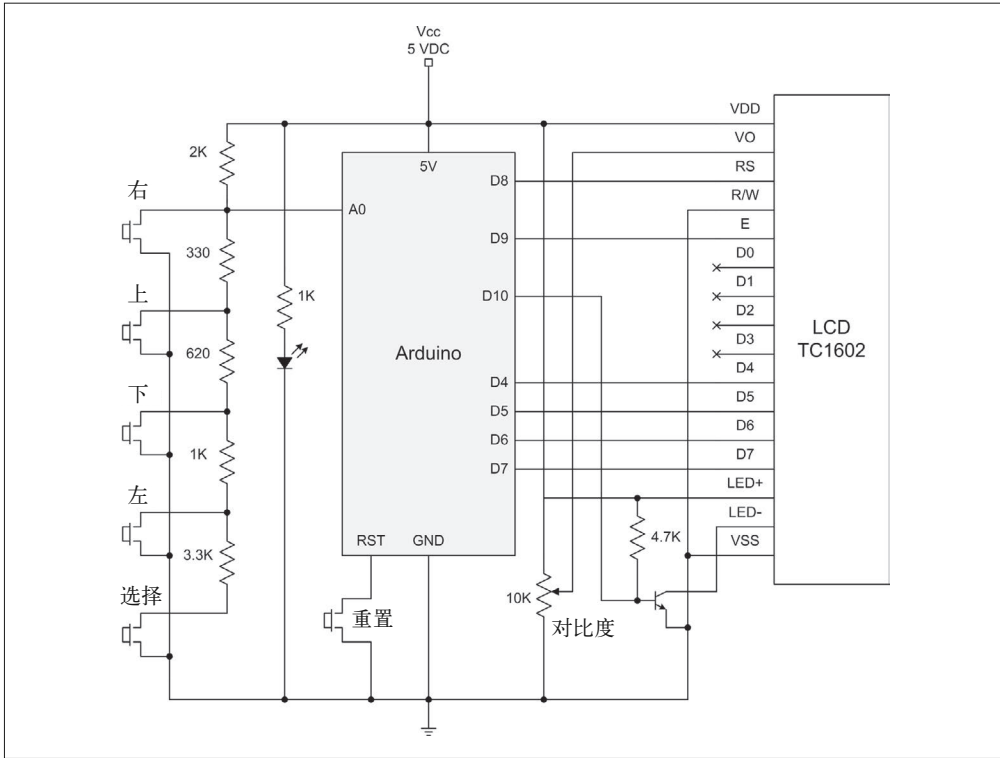 Vcc
5 VDC
VDD
VO
RS
R/W
E
D0
D1
D2
D3
D4
D5
D6
D7
LED+
LED-
VSS
LCD
TC1602
5V
D8
A0
D9
D10
Arduino
D4
D5
D6
D7
RST
GND
2K
右
330
上
620
下
1K
左
3.3K
选择
1K
重置
10K
对比度
4.7K